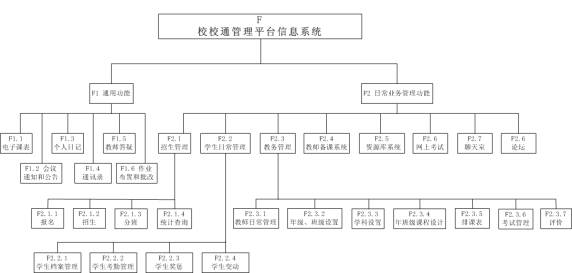 F
校校通管理平台信息系统
F1 通用功能
F2 日常业务管理功能
F1.1
电子课表
F1.3
个人日记
F1.5
教师答疑
F2.1
招生管理
F2.2
学生日常管理
F2.3
教务管理
F2.4
教师备课系统
F2.5
资源库系统
F2.6
网上考试
F2.7
聊天室
F2.6
论坛
F1.2 会议
通知和公告
F1.4
通讯录
F1.6 作业
布置和批改
F2.1.1
报名
F2.1.2
招生
F2.1.3
分班
F2.1.4
统计查询
F2.3.1
教师日常管理
F2.3.2
年级、班级设置
F2.3.3
学科设置
F2.3.4
年班级课程设计
F2.3.5
排课表
F2.3.6
考试管理
F2.3.7
评价
F2.2.1
学生档案管理
F2.2.2
学生考勤管理
F2.2.3
学生奖惩
F2.2.4
学生变动